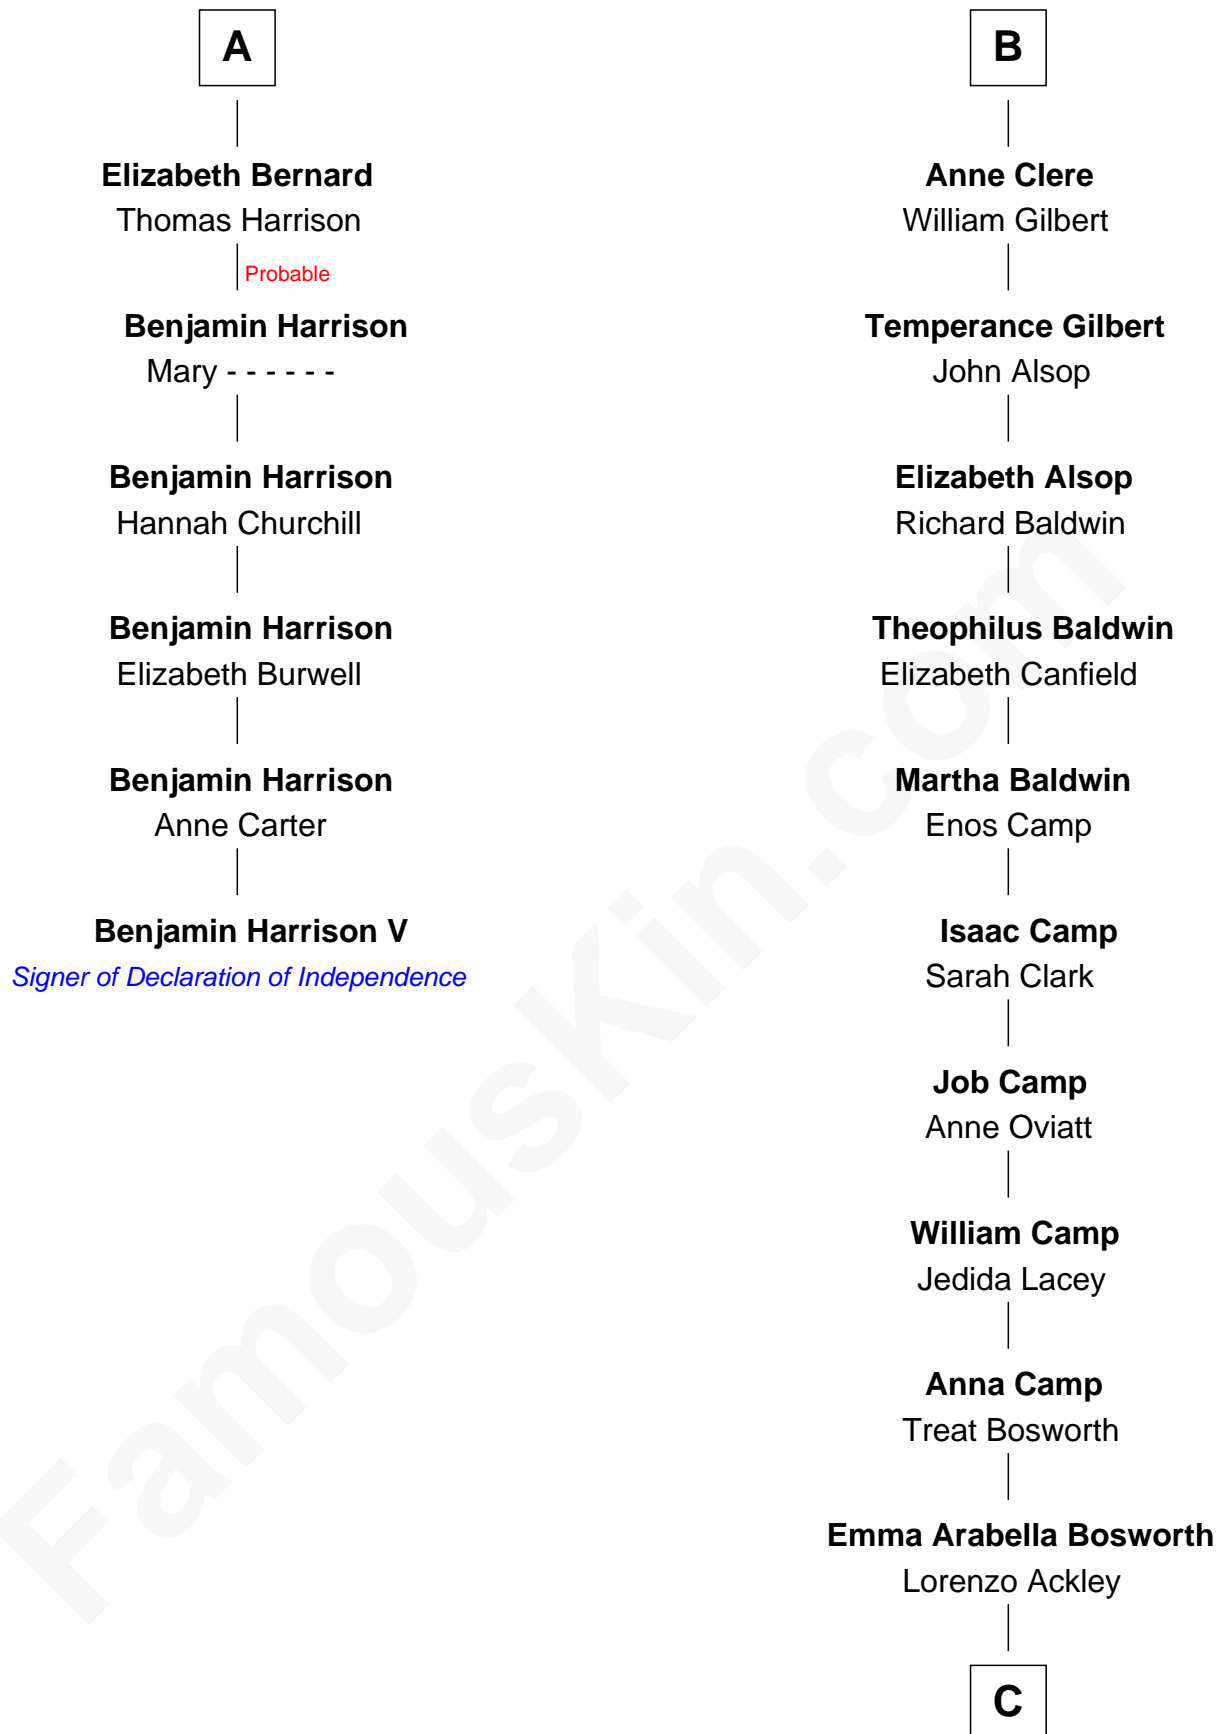 A
Elizabeth Bernard
Thomas Harrison
Probable
Benjamin Harrison
Mary - - - - - -
Benjamin Harrison
Hannah Churchill
Benjamin Harrison
Elizabeth Burwell
Benjamin Harrison
Anne Carter
Benjamin Harrison V
Signer of Declaration of Independence
B
Anne Clere
William Gilbert
Temperance Gilbert
John Alsop
Elizabeth Alsop
Richard Baldwin
Theophilus Baldwin
Elizabeth Canfield
Martha Baldwin
Enos Camp
Isaac Camp
Sarah Clark
Job Camp
Anne Oviatt
William Camp
Jedida Lacey
Anna Camp
Treat Bosworth
Emma Arabella Bosworth
Lorenzo Ackley
C
FamousKin.com